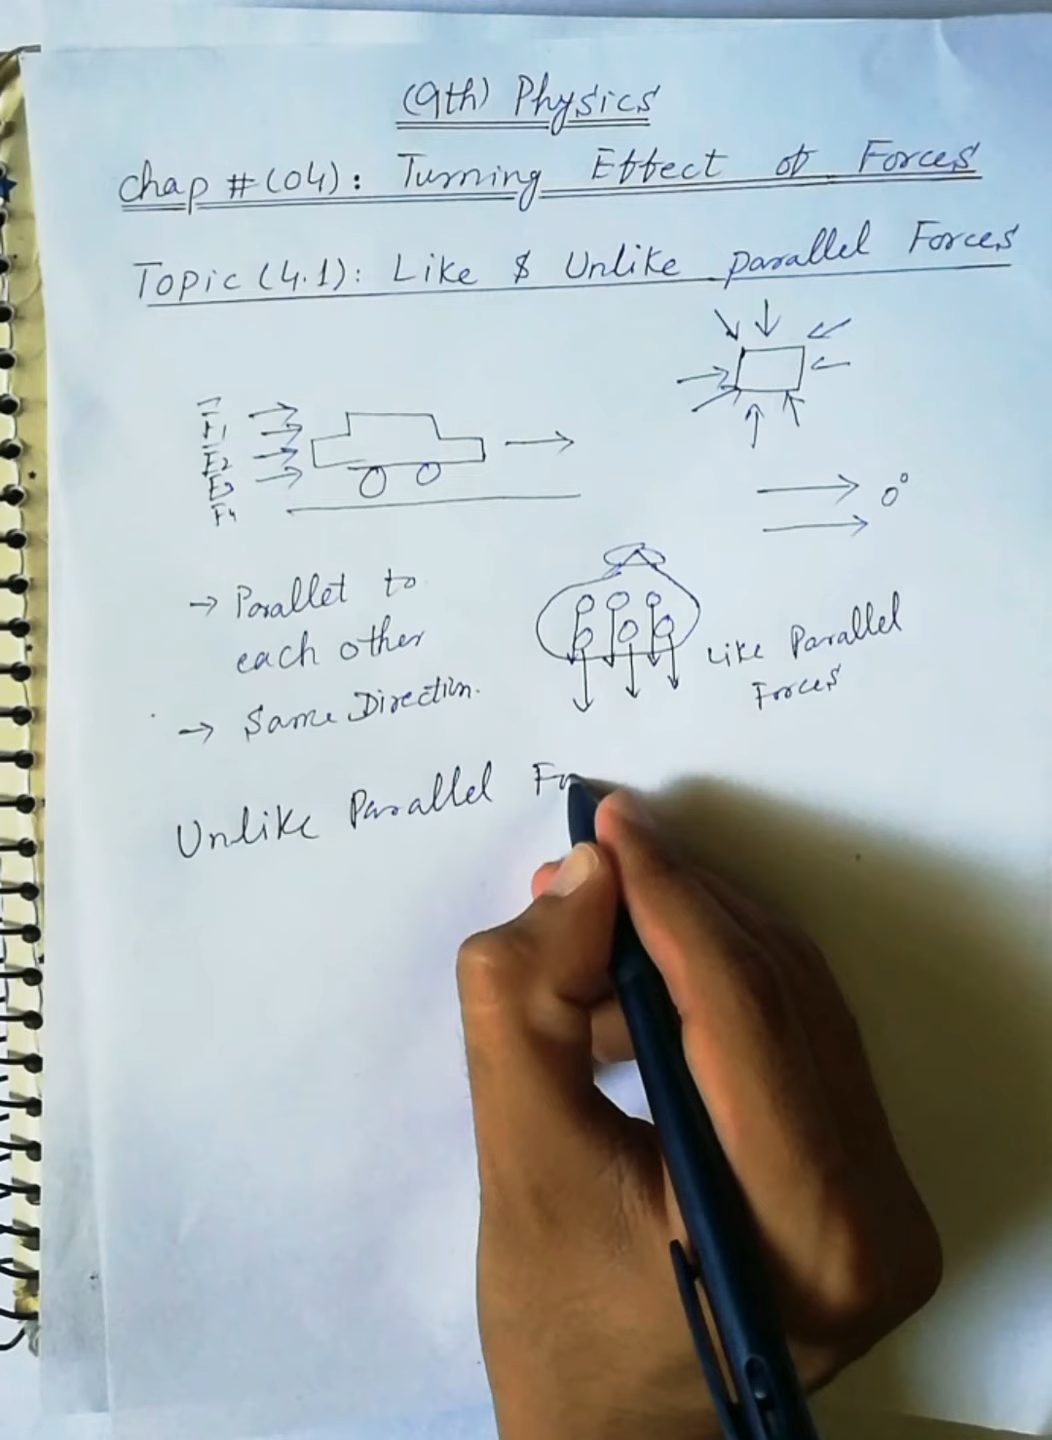 (9th) Physics
Chap #(04): Turning Effect of Forces
Topic (4.1): Like & Unlike parallel Forces
F1
F2
F3
F4
0°
→ Parallel to
each other
→ Same Direction.
Like Parallel
Forces
Unlike Parallel Fo